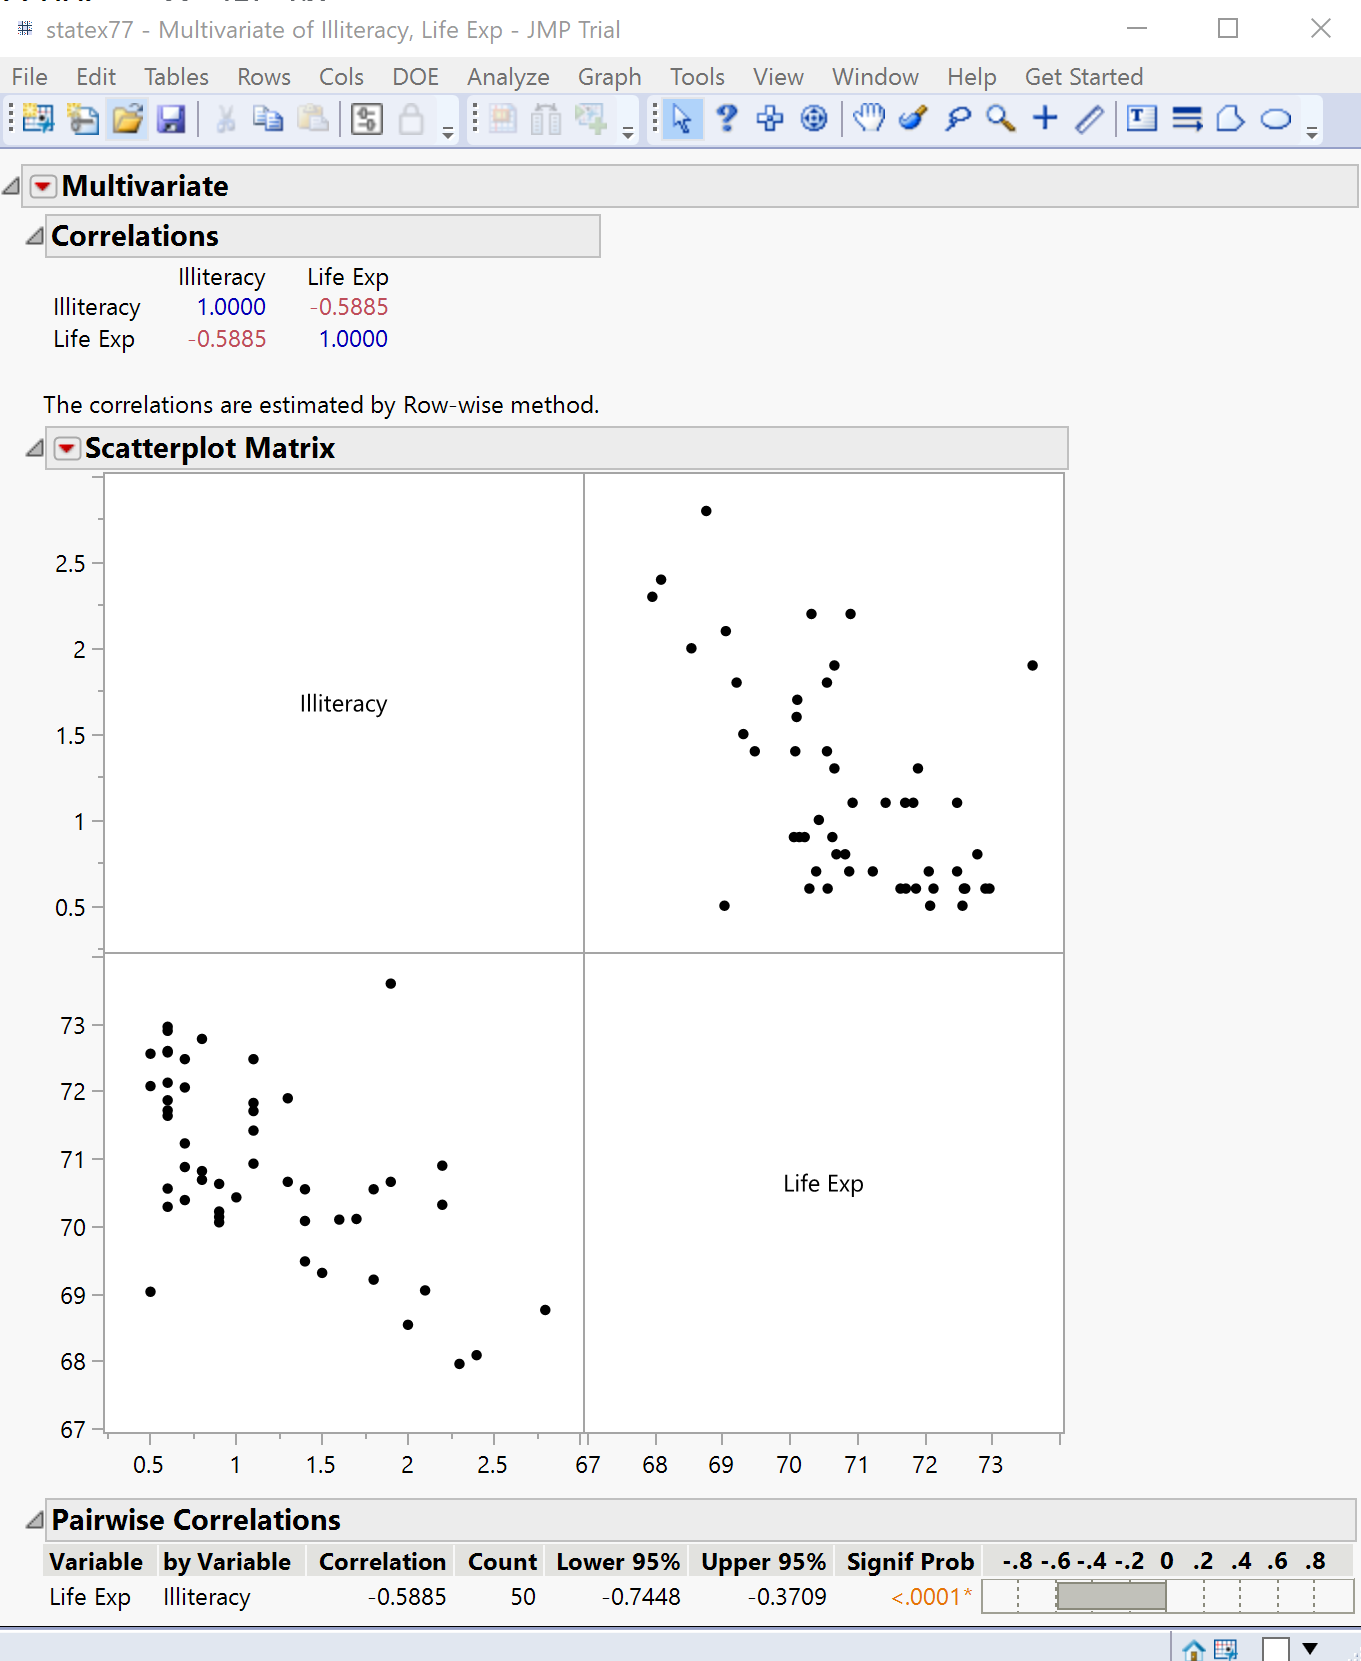 statex77 - Multivariate of Illiteracy, Life Exp - JMP Trial
File Edit Tables Rows Cols DOE Analyze Graph Tools View Window Help Get Started
Multivariate
Correlations
Illiteracy Life Exp
Illiteracy 1.0000 -0.5885
Life Exp -0.5885 1.0000
The correlations are estimated by Row-wise method.
Scatterplot Matrix
2.5
2
1.5
1
0.5
Illiteracy
73
72
71
70
69
68
67
Life Exp
0.5 1 1.5 2 2.5 67 68 69 70 71 72 73
Pairwise Correlations
Variable by Variable Correlation Count Lower 95% Upper 95% Signif Prob -.8 -.6 -.4 -.2 0 .2 .4 .6 .8
Life Exp Illiteracy -0.5885 50 -0.7448 -0.3709 <.0001*